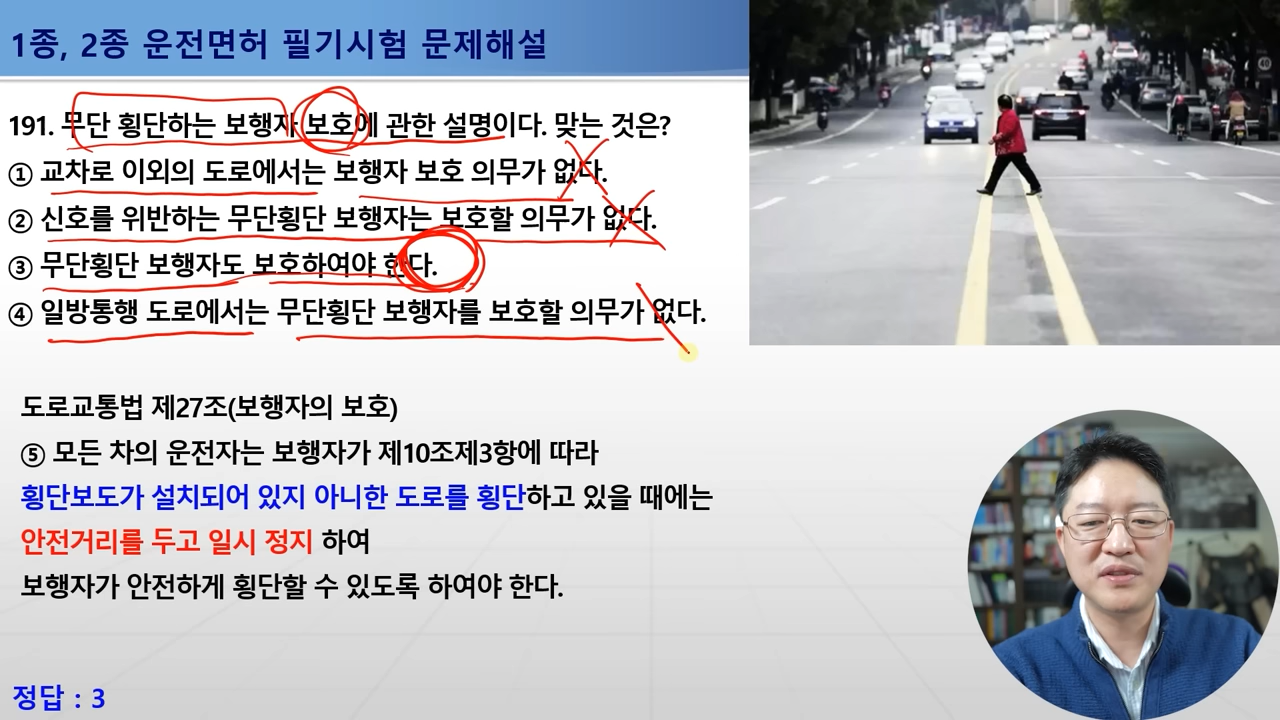 1종, 2종 운전면허 필기시험 문제해설
191. 무단 횡단하는 보행자 보호에 관한 설명이다. 맞는 것은?
① 교차로 이외의 도로에서는 보행자 보호 의무가 없다.
② 신호를 위반하는 무단횡단 보행자는 보호할 의무가 없다.
③ 무단횡단 보행자도 보호하여야 한다.
④ 일방통행 도로에서는 무단횡단 보행자를 보호할 의무가 없다.
도로교통법 제27조(보행자의 보호)
⑤ 모든 차의 운전자는 보행자가 제10조제3항에 따라
횡단보도가 설치되어 있지 아니한 도로를 횡단하고 있을 때에는
안전거리를 두고 일시 정지 하여
보행자가 안전하게 횡단할 수 있도록 하여야 한다.
정답 : 3
40